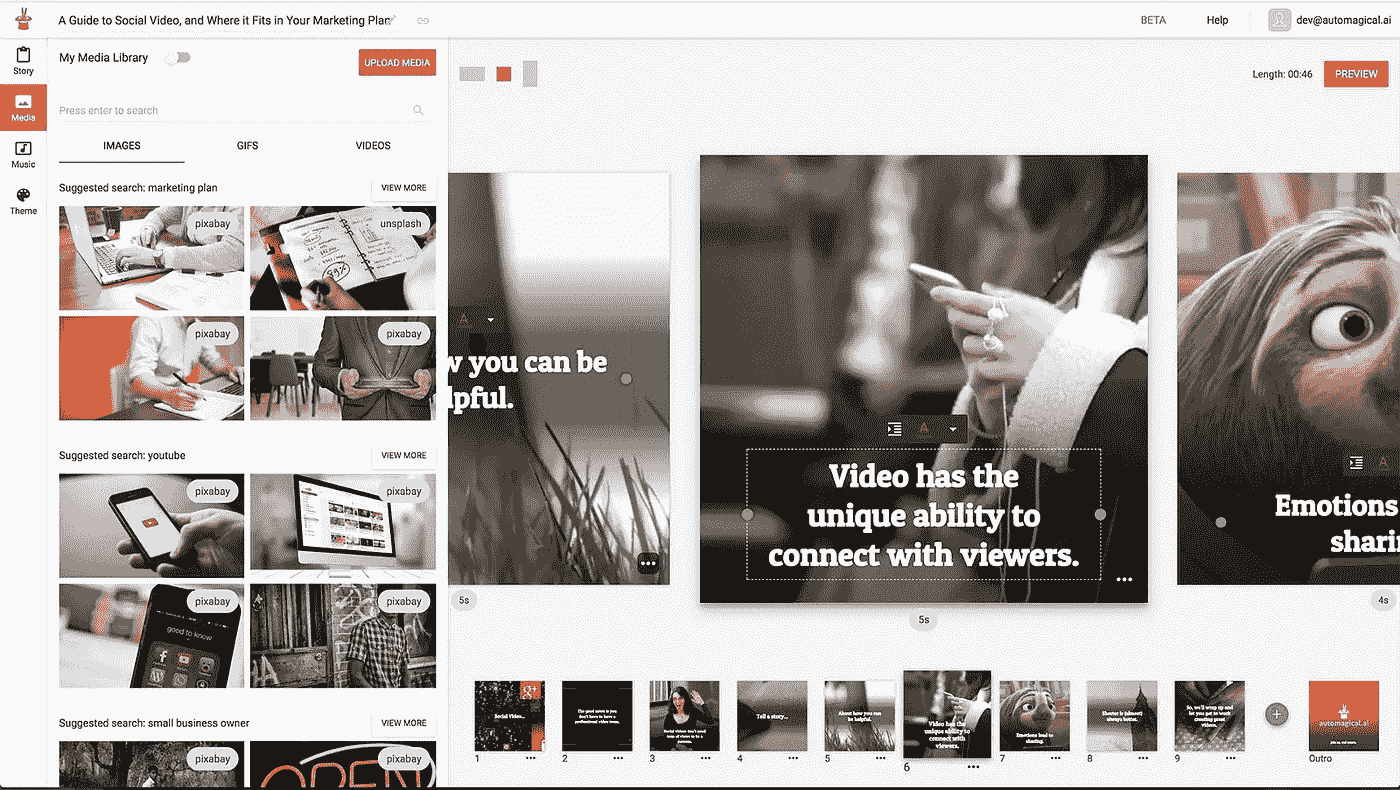 A Guide to Social Video, and Where it Fits in Your Marketing Plan
BETA
Help
dev@automagical.ai
Story
Media
Music
Theme
My Media Library
UPLOAD MEDIA
Press enter to search
IMAGES
GIFS
VIDEOS
Suggested search: marketing plan
VIEW MORE
pixabay
unsplash
99%
pixabay
pixabay
Suggested search: youtube
VIEW MORE
pixabay
pixabay
pixabay
good to know
pixabay
Suggested search: small business owner
VIEW MORE
pixabay
pixabay
OPEN
Length: 00:46
PREVIEW
A
w you can be
lpful.
5s
A
Video has the
unique ability to
connect with viewers.
5s
A
Emotions
sharin
4s
g+
Social Video...
1
The good news is you
don't have to have a
professional video team.
2
Social videos don't need
tons of views to be a
success.
3
Tell a story...
4
About how you can
be helpful.
5
Video has the
unique ability to
connect with
viewers.
6
Emotions lead to
sharing.
7
Shorter is (almost)
always better.
8
So, we'll wrap up and
let you get to work
creating great
videos.
9
automagical.ai
Outro